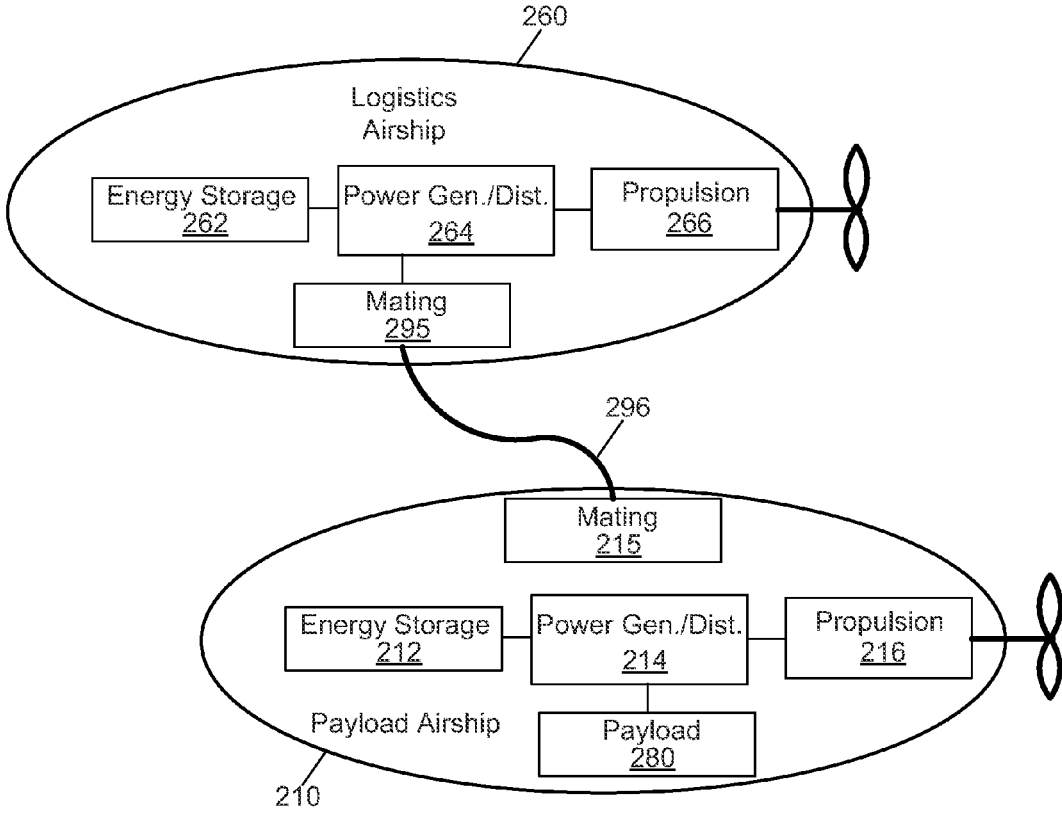 260
Logistics
Airship
Energy Storage
262
Power Gen./Dist.
264
Propulsion
266
Mating
295
296
Mating
215
Energy Storage
212
Power Gen./Dist.
214
Propulsion
216
Payload Airship
Payload
280
210